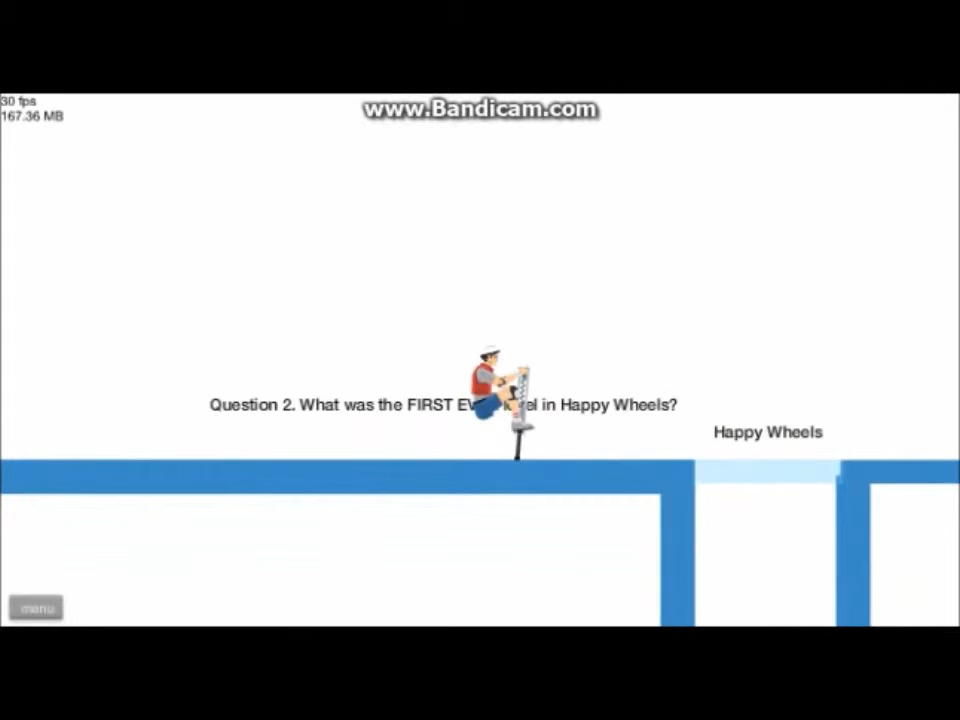 30 fps
167.36 MB
www.Bandicam.com
Question 2. What was the FIRST in Happy Wheels?
Happy Wheels
menu